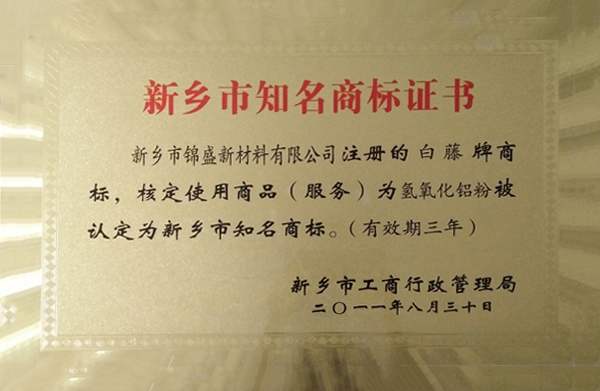 新乡市知名商标证书
新乡市锦盛新材料有限公司注册的白藤牌商
标，核定使用商品（服务）为氢氧化铝粉被
认定为新乡市知名商标。（有效期三年）
新乡市工商行政管理局
二〇一一年八月三十日